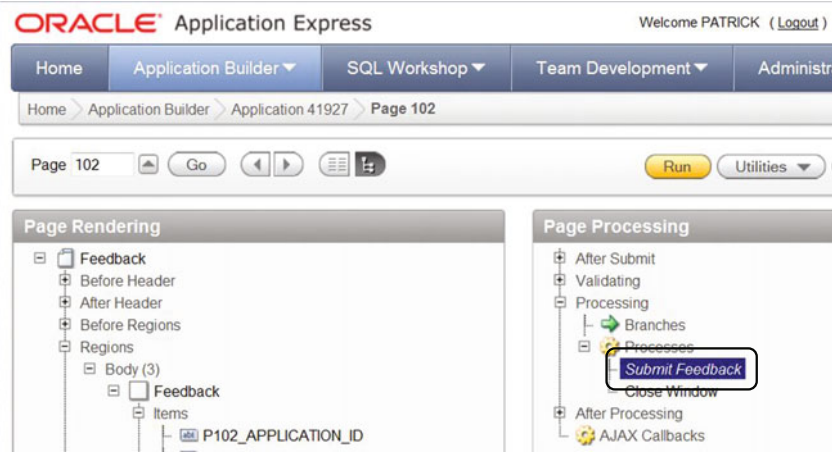 ORACLE Application Express
Welcome PATRICK ( Logout )
Home Application Builder SQL Workshop Team Development Administr
Home Application Builder Application 41927 Page 102
Page 102 Go Run Utilities
Page Rendering
Feedback
Before Header
After Header
Before Regions
Regions
Body (3)
Feedback
Items
P102_APPLICATION_ID
Page Processing
After Submit
Validating
Processing
Branches
Processes
Submit Feedback
Close Window
After Processing
AJAX Callbacks